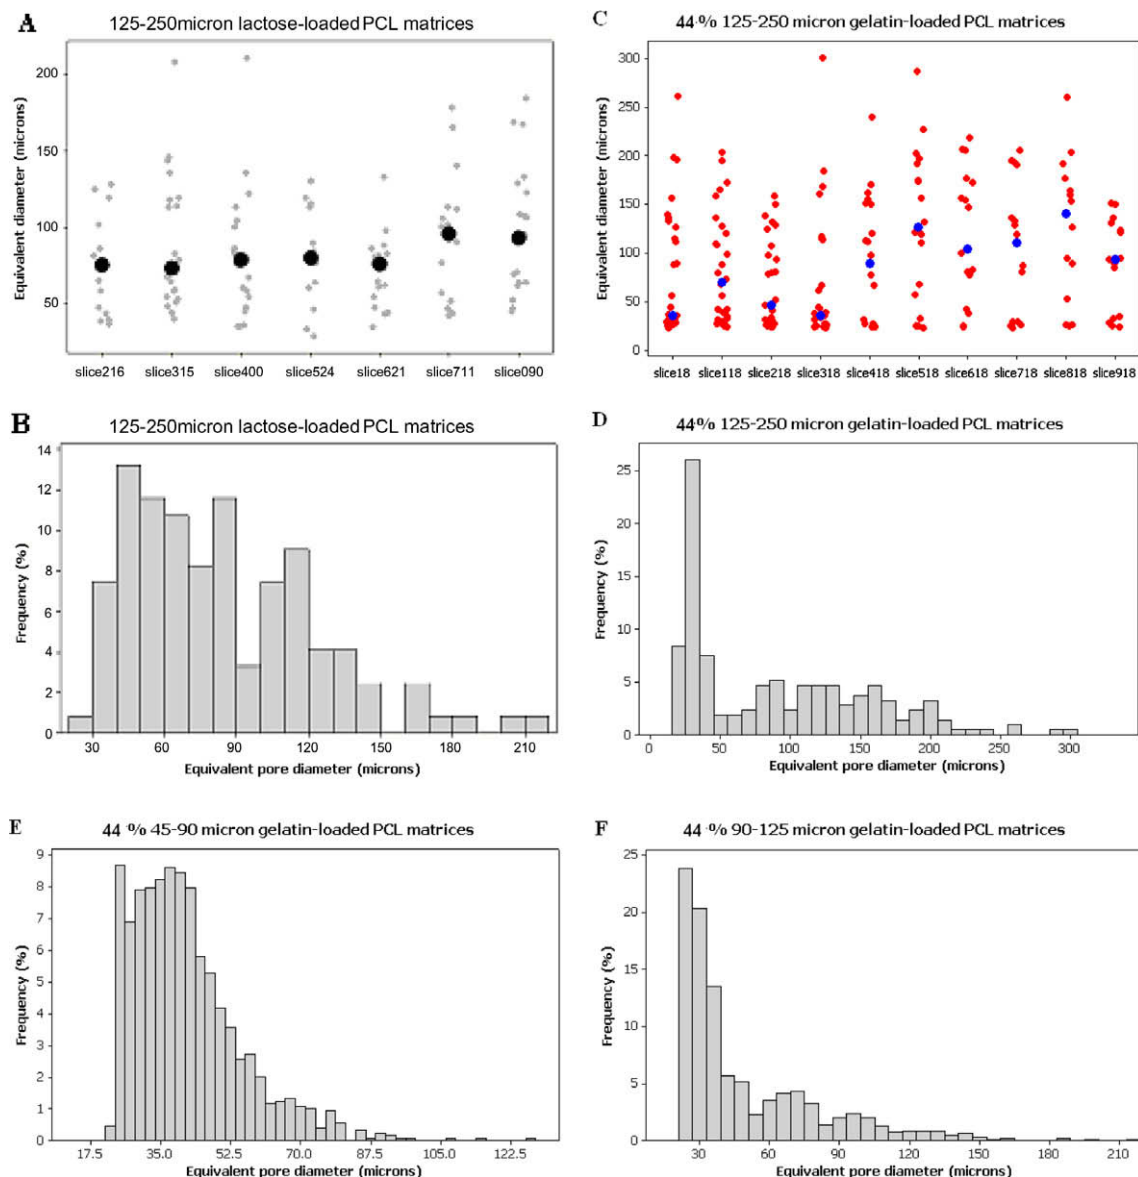 A
125-250micron lactose-loaded PCL matrices
Equivalent diameter (microns)
200
150
100
50
slice216 slice315 slice400 slice524 slice621 slice711 slice090
C
44·% 125-250 micron gelatin-loaded PCL matrices
Equivalent diameter (microns)
300
250
200
150
100
50
0
slice18 slice118 slice218 slice318 slice418 slice518 slice618 slice718 slice818 slice918
B
125-250micron lactose-loaded PCL matrices
Frequency (%)
14
12
10
8
6
4
2
0
30 60 90 120 150 180 210
Equivalent pore diameter (microns)
D
44% 125-250 micron gelatin-loaded PCL matrices
Frequency (%)
25
20
15
10
5
0
0 50 100 150 200 250 300
Equivalent pore diameter (microns)
E
44 ·% 45-90 micron gelatin-loaded PCL matrices
Frequency (%)
9
8
7
6
5
4
3
2
1
0
17.5 35.0 52.5 70.0 87.5 105.0 122.5
Equivalent pore diameter (microns)
F
44 ·% 90-125 micron gelatin-loaded PCL matrices
Frequency (%)
25
20
15
10
5
0
30 60 90 120 150 180 210
Equivalent pore diameter (microns)